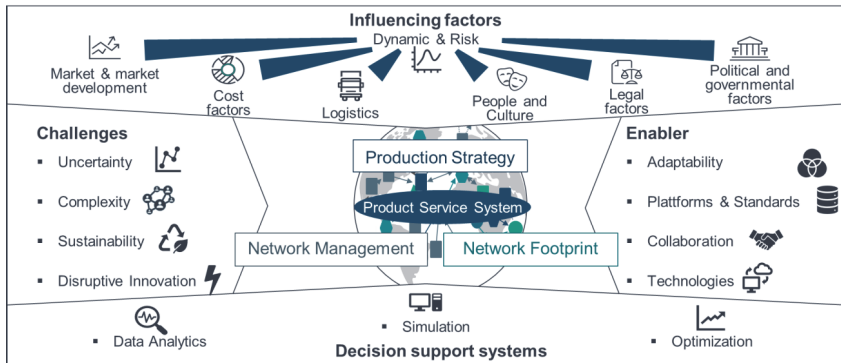 Influencing factors
Dynamic & Risk
Market & market
development
Cost
factors
Logistics
People and
Culture
Legal
factors
Political and
governmental
factors
Challenges
▪ Uncertainty
▪ Complexity
▪ Sustainability
▪ Disruptive Innovation
Production Strategy
Product Service System
Network Management
Network Footprint
Enabler
▪ Adaptability
▪ Plattforms & Standards
▪ Collaboration
▪ Technologies
▪ Data Analytics
▪ Simulation
▪ Optimization
Decision support systems